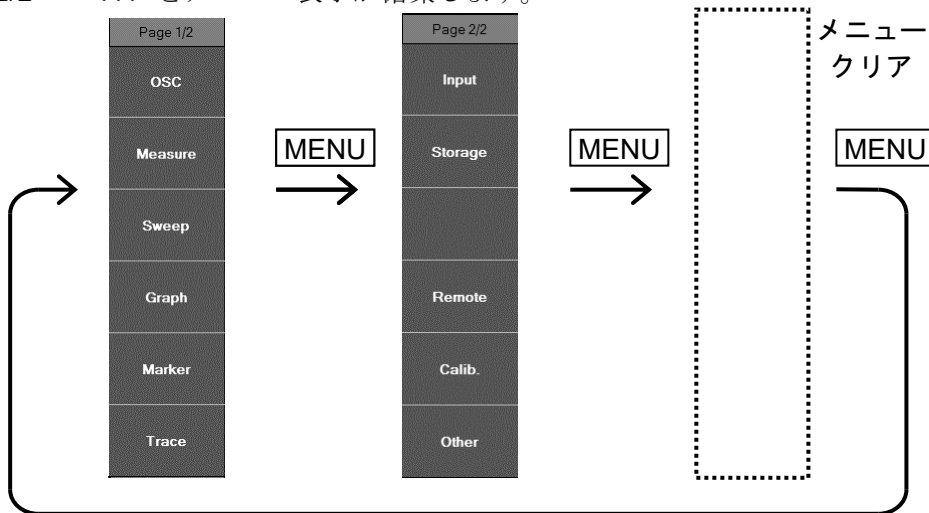 Page 1/2
OSC
Measure
Sweep
Graph
Marker
Trace
MENU
Page 2/2
Input
Storage
Remote
Calib.
Other
MENU
メニュー
クリア
MENU